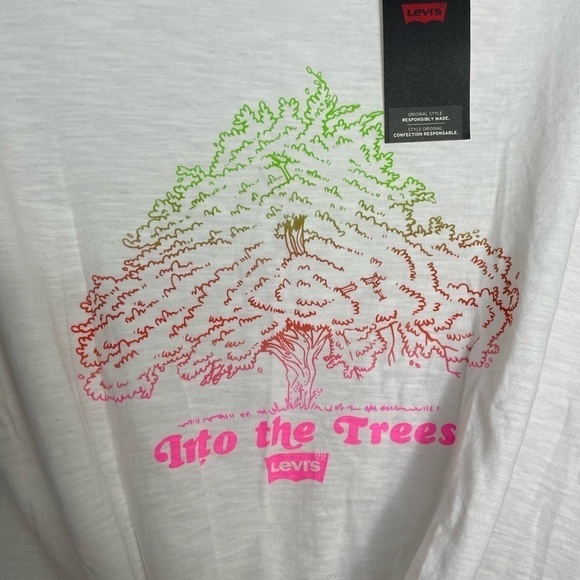 Levi's
ORIGINAL STYLE.
RESPONSIBLY MADE.
STYLE ORIGINAL.
CONFECTION RESPONSABLE.
Into the Trees
Levi's